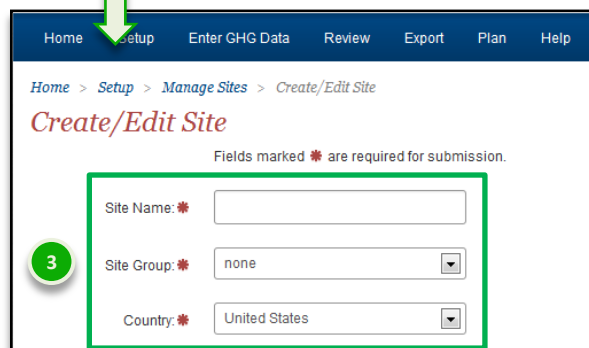 Home Setup Enter GHG Data Review Export Plan Help
Home > Setup > Manage Sites > Create/Edit Site
Create/Edit Site
Fields marked ✱ are required for submission.
Site Name:✱
3
Site Group:✱ none
Country:✱ United States